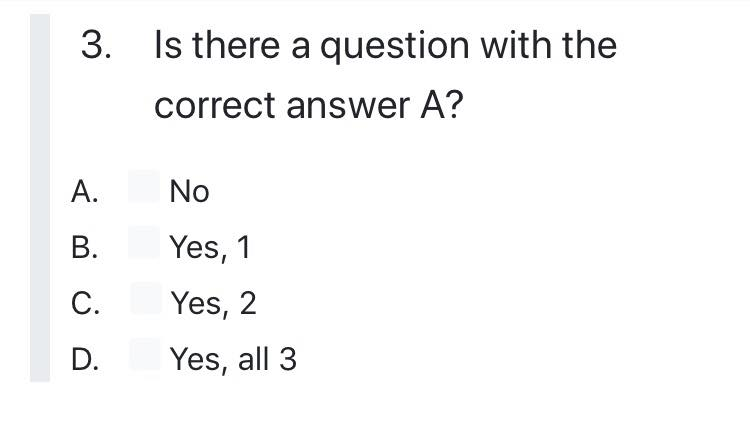 3. Is there a question with the
correct answer A?
A. No
B. Yes, 1
C. Yes, 2
D. Yes, all 3